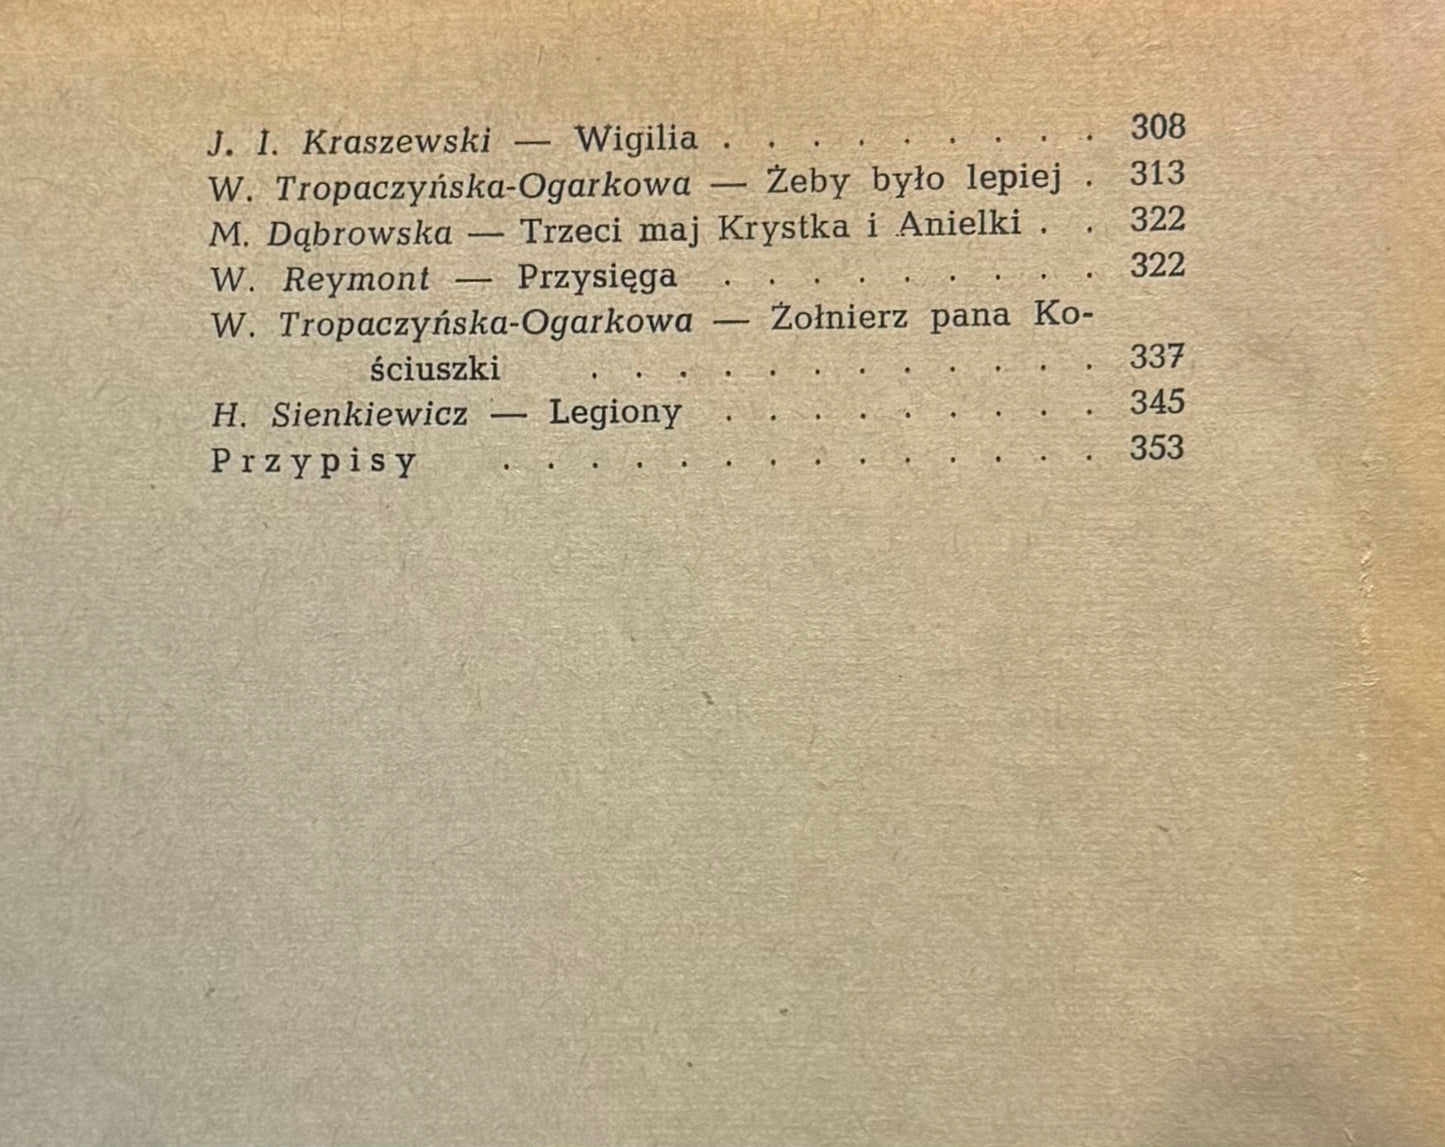 J. I. Kraszewski — Wigilia . . . . . . . . . 308
W. Tropaczyńska-Ogarkowa — Żeby było lepiej . 313
M. Dąbrowska — Trzeci maj Krystka i Anielki . . 322
W. Reymont — Przysięga . . . . . . . . . 322
W. Tropaczyńska-Ogarkowa — Żołnierz pana Ko-
ściuszki . . . . . . . . . . . . 337
H. Sienkiewicz — Legiony . . . . . . . . . 345
Przypisy . . . . . . . . . . . . . . 353